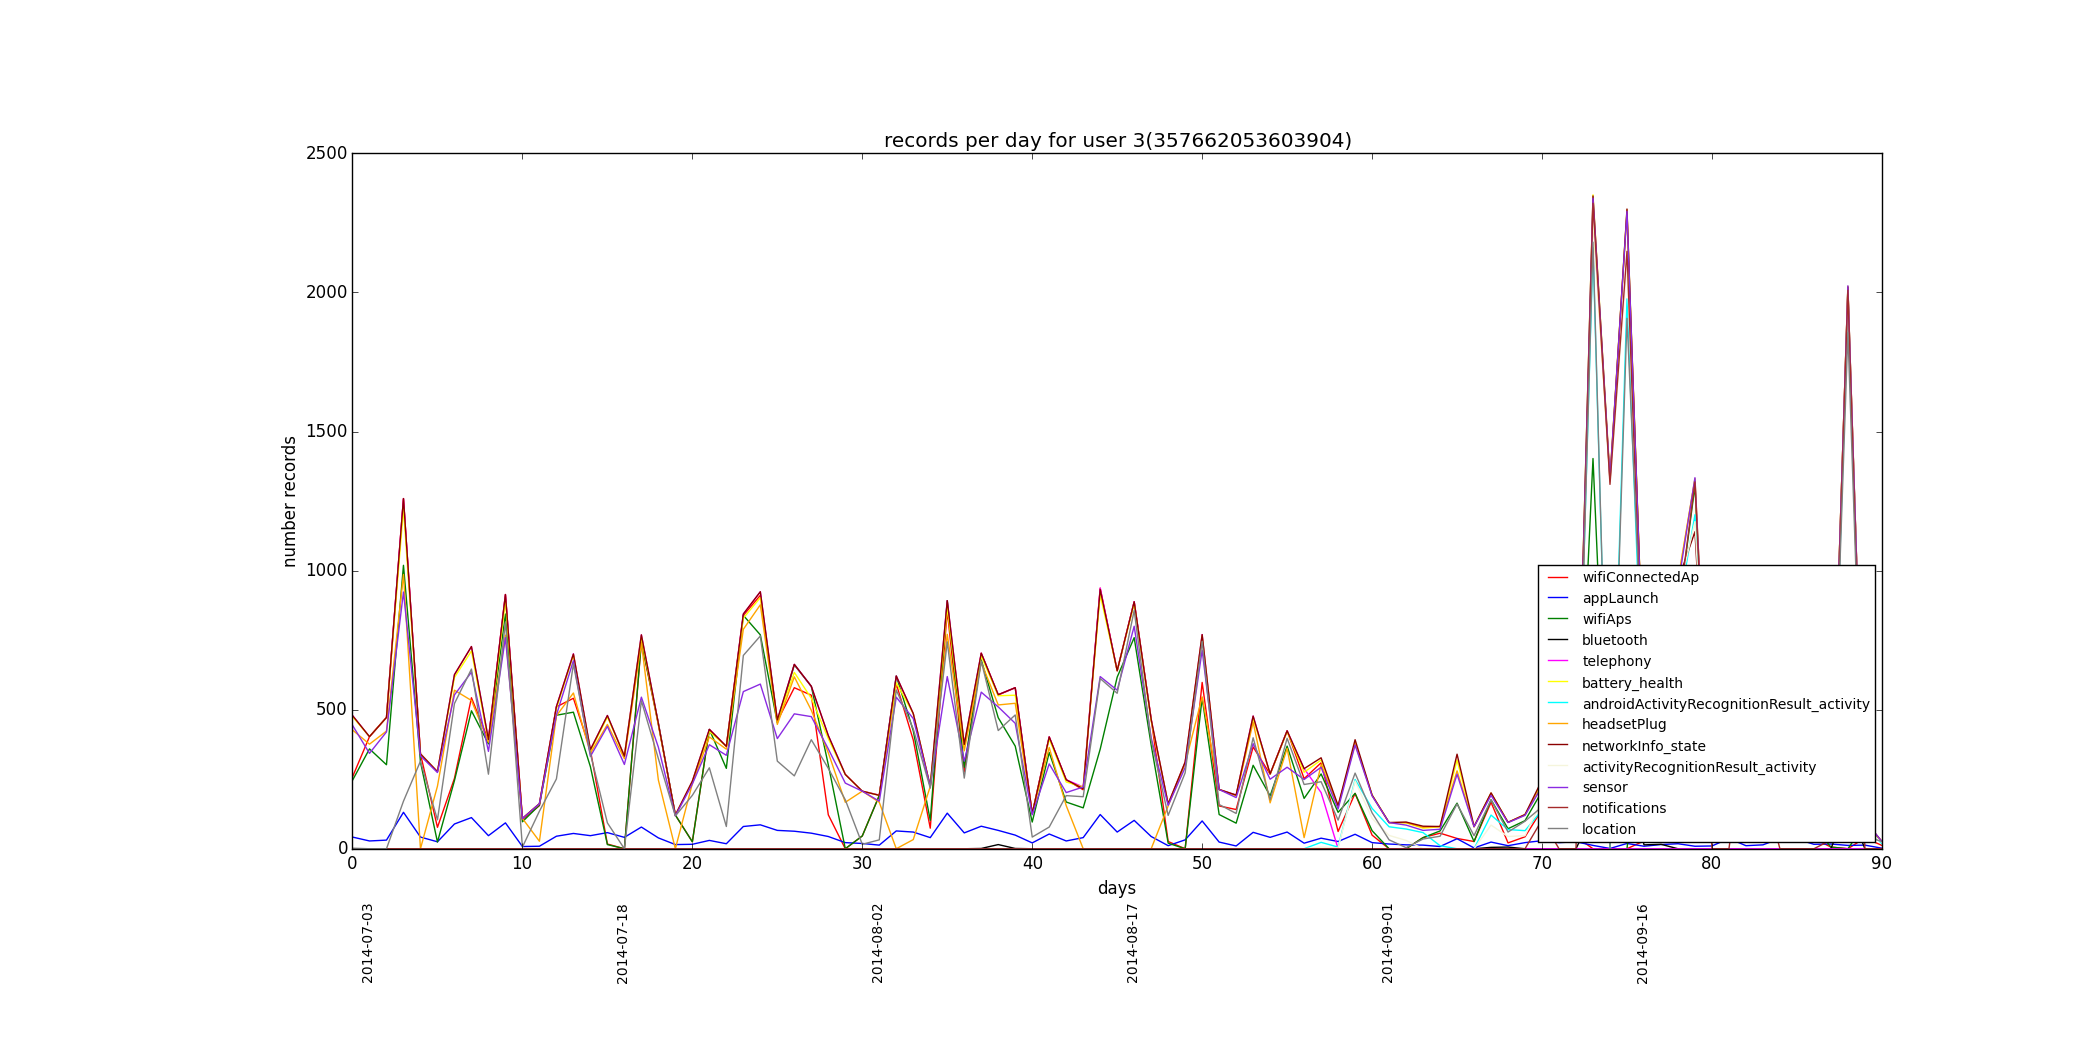 records per day for user 3(357662053603904)
2500
2000
1500
1000
500
0
number records
0 10 20 30 40 50 60 70 80 90
days
2014-07-03 2014-07-18 2014-08-02 2014-08-17 2014-09-01 2014-09-16
wifiConnectedAp
appLaunch
wifiAps
bluetooth
telephony
battery_health
androidActivityRecognitionResult_activity
headsetPlug
networkInfo_state
activityRecognitionResult_activity
sensor
notifications
location